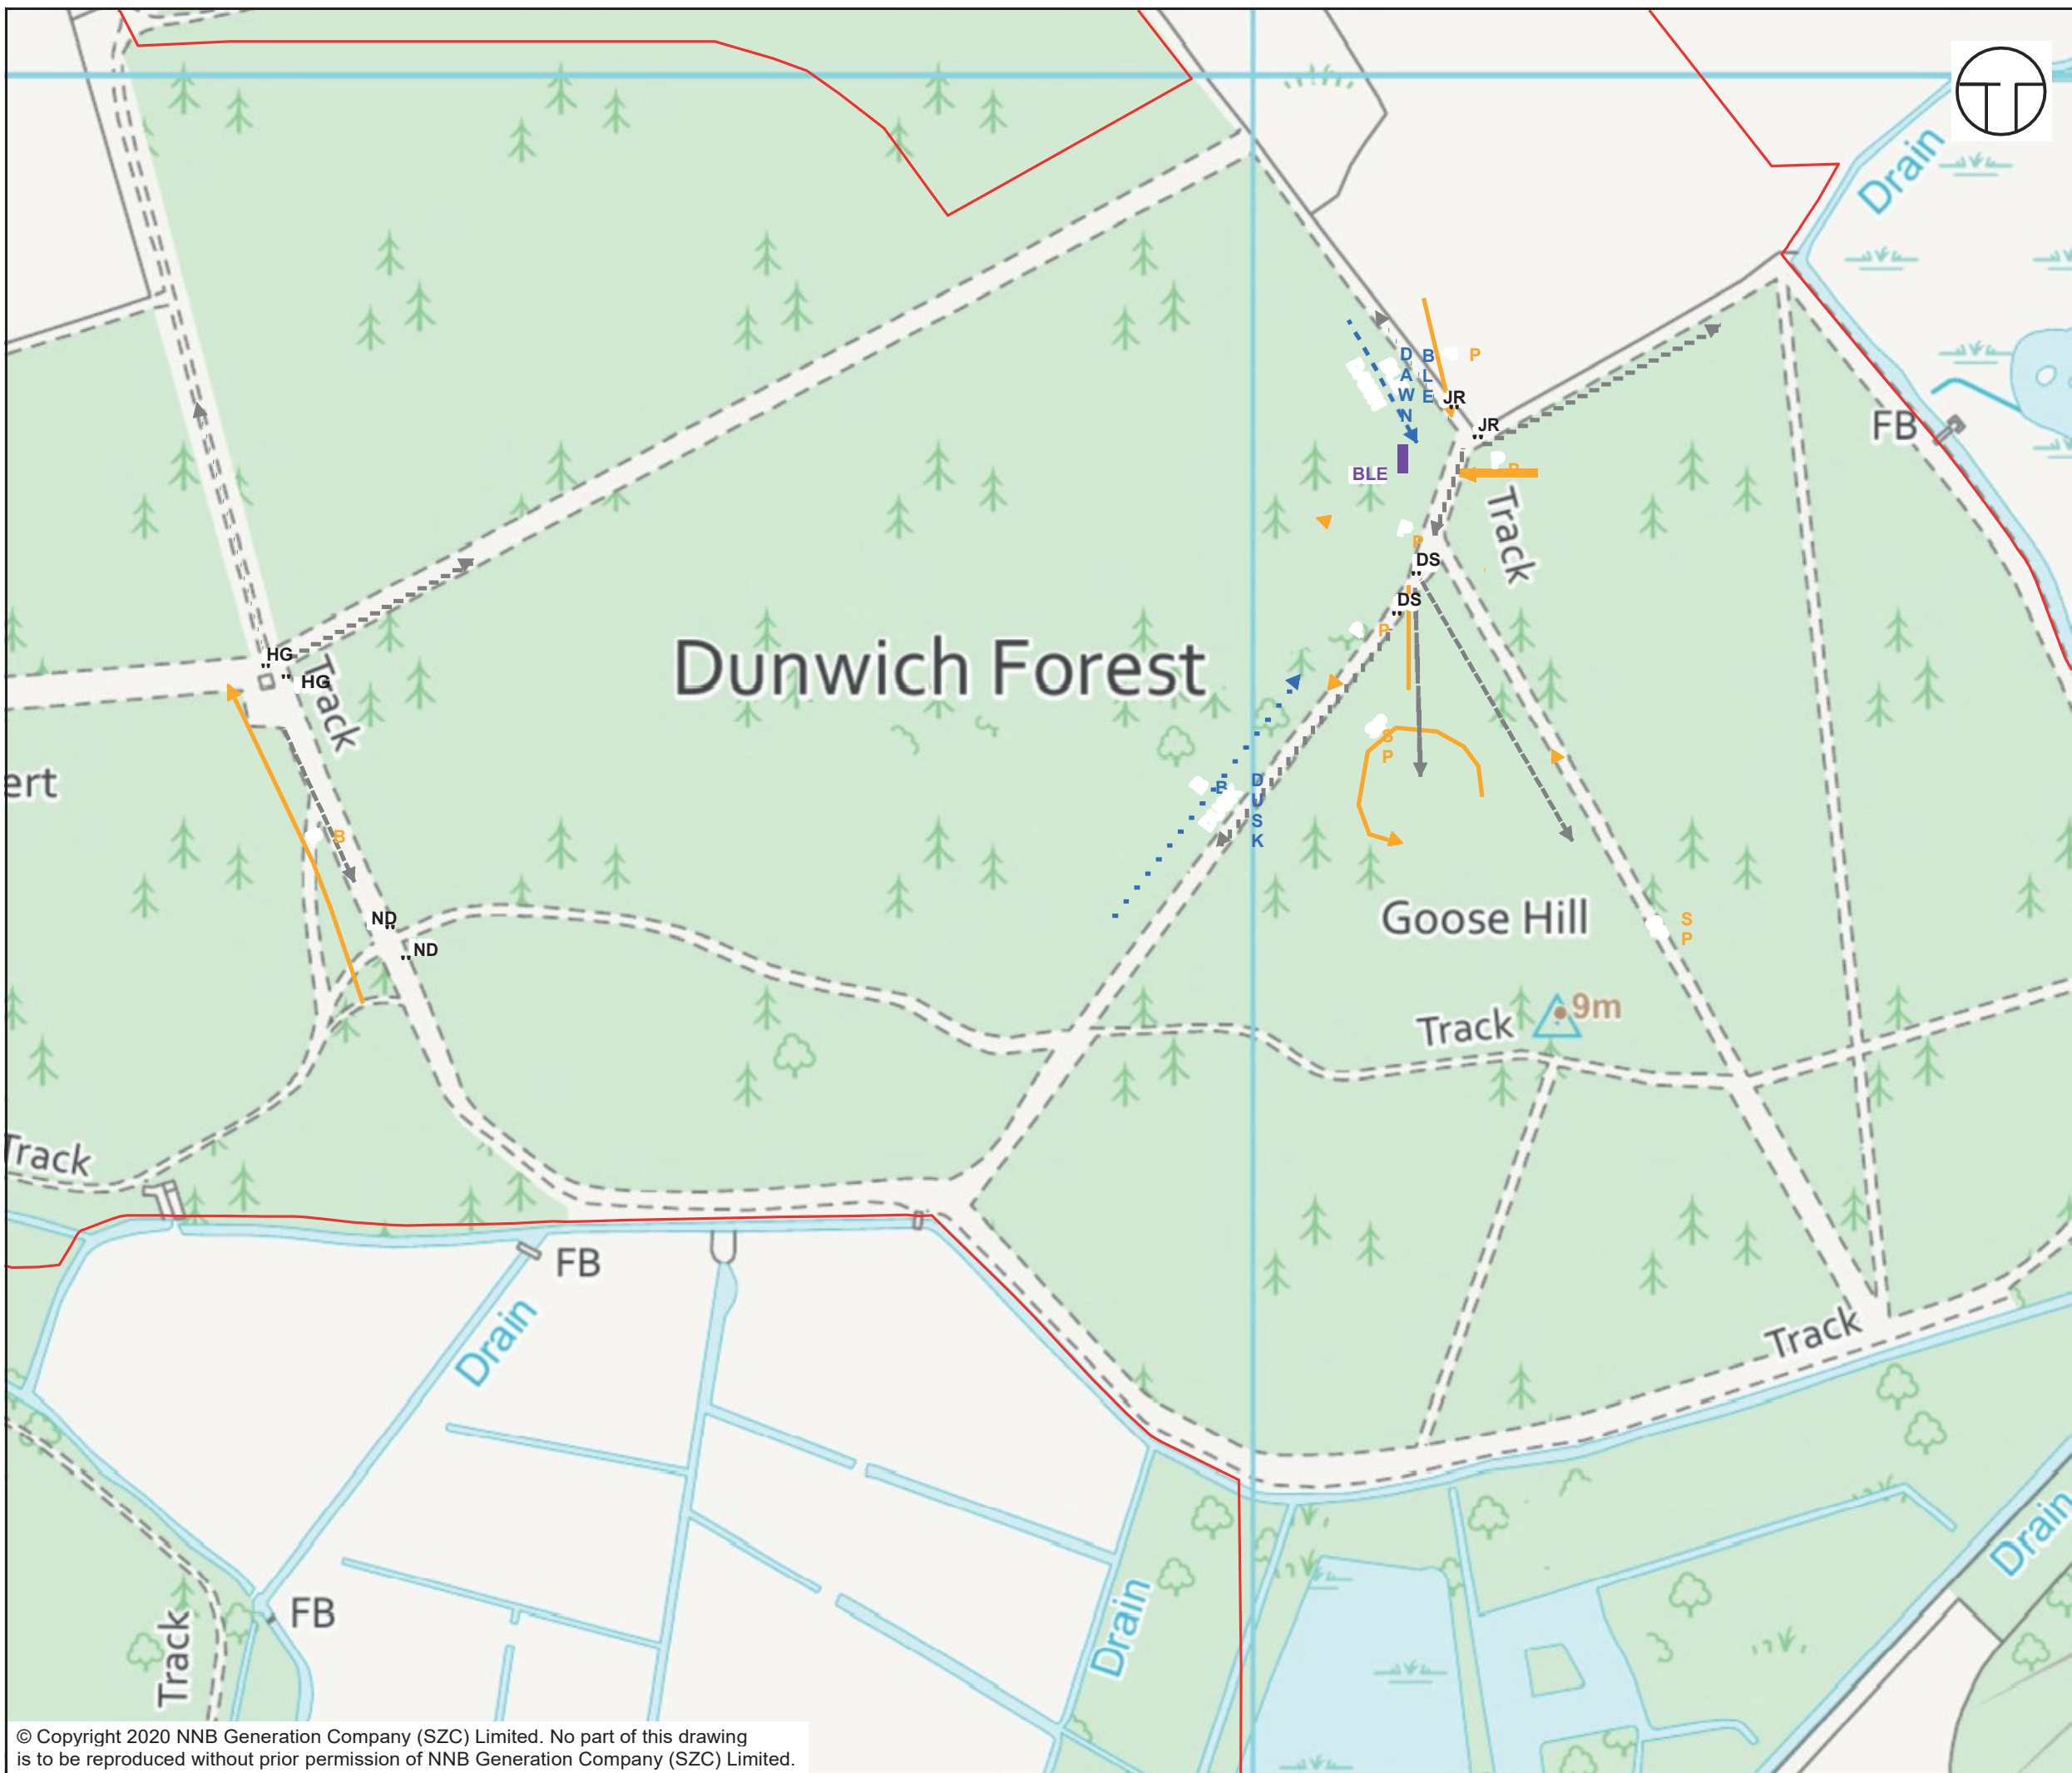 Drain
P
D
A
W
N
B
L
E
JR
JR
BLE
P
Track
FB
P
DS
DS
P
HG
HG
Track
Dunwich Forest
S
P
B
D
U
S
K
ert
B
ND
ND
Goose Hill
S
P
Track
9m
Track
FB
Drain
Track
Drain
Drain
FB
Track
© Copyright 2020 NNB Generation Company (SZC) Limited. No part of this drawing
is to be reproduced without prior permission of NNB Generation Company (SZC) Limited.